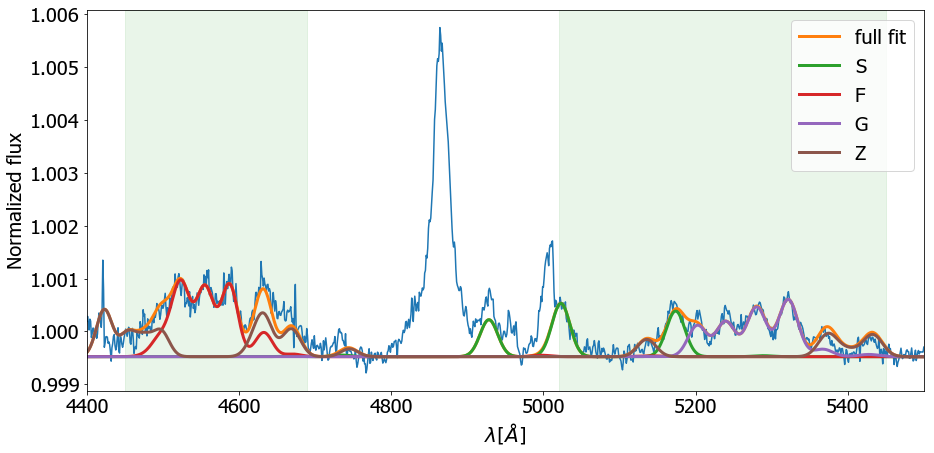 1.006
1.005
1.004
1.003
1.002
1.001
1.000
0.999
Normalized flux
full fit
S
F
G
Z
4400 4600 4800 5000 5200 5400
λ[Å]